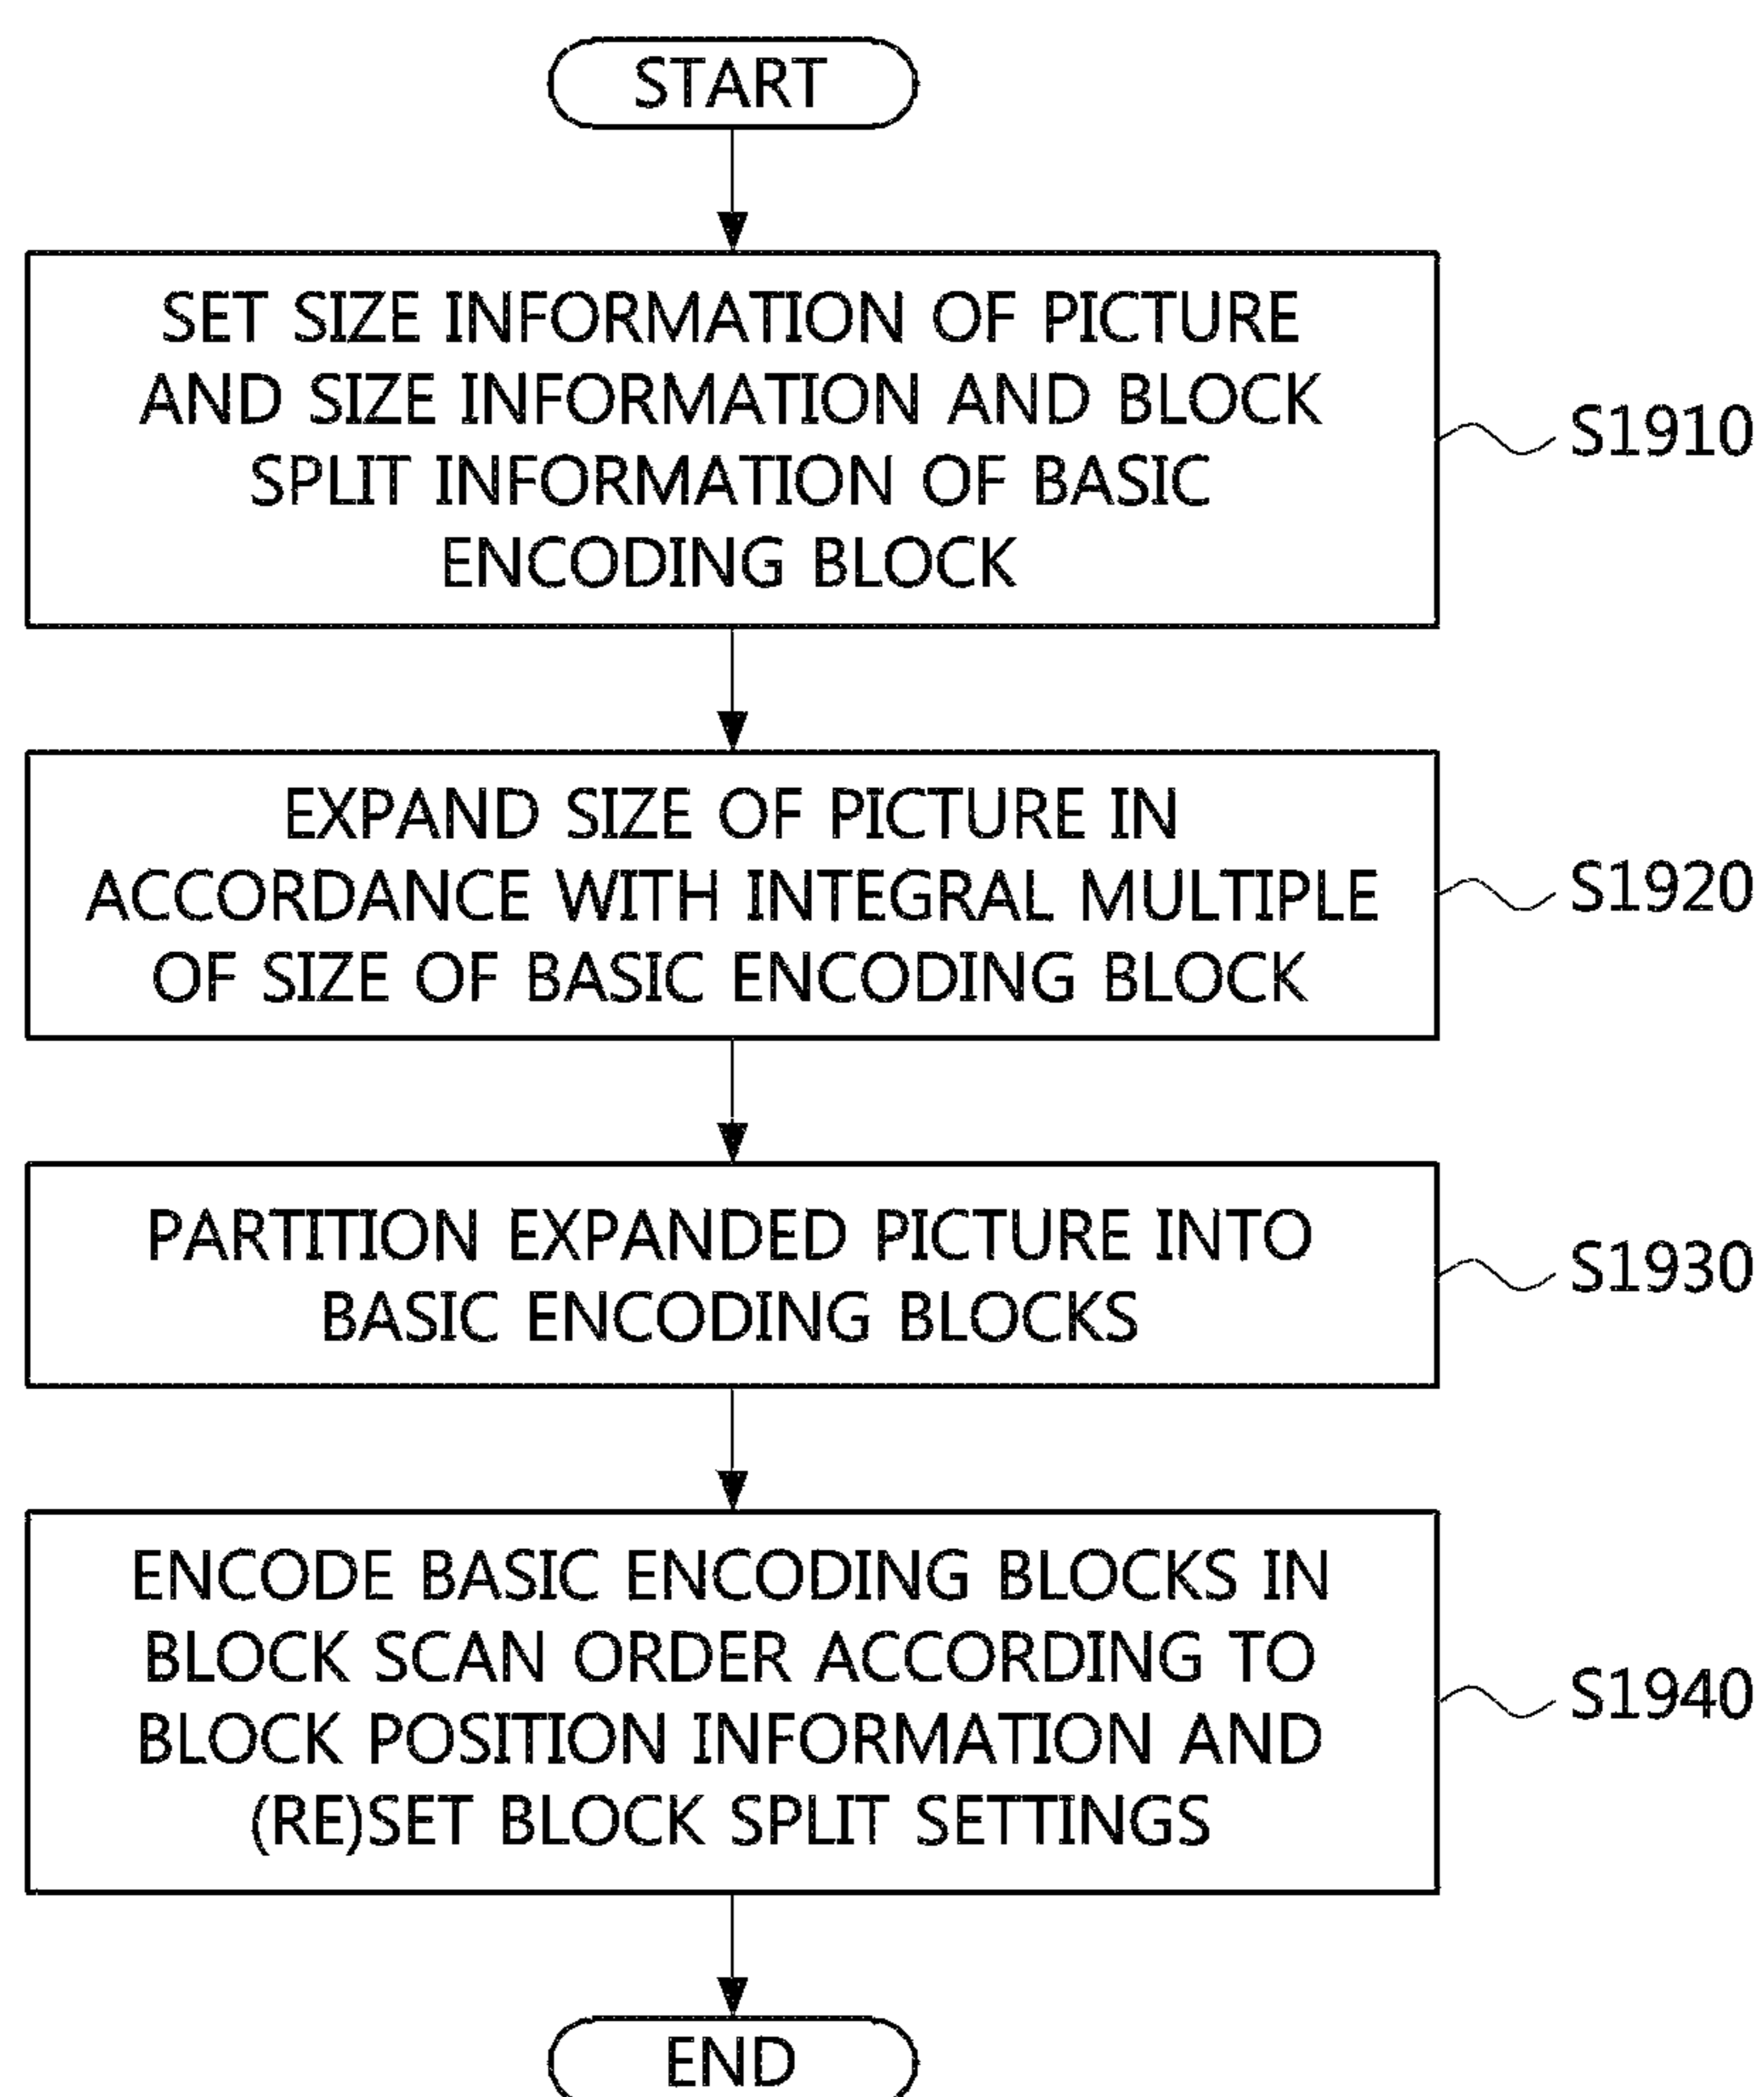 START
SET SIZE INFORMATION OF PICTURE
AND SIZE INFORMATION AND BLOCK
SPLIT INFORMATION OF BASIC
ENCODING BLOCK
S1910
EXPAND SIZE OF PICTURE IN
ACCORDANCE WITH INTEGRAL MULTIPLE
OF SIZE OF BASIC ENCODING BLOCK
S1920
PARTITION EXPANDED PICTURE INTO
BASIC ENCODING BLOCKS
S1930
ENCODE BASIC ENCODING BLOCKS IN
BLOCK SCAN ORDER ACCORDING TO
BLOCK POSITION INFORMATION AND
(RE)SET BLOCK SPLIT SETTINGS
S1940
END